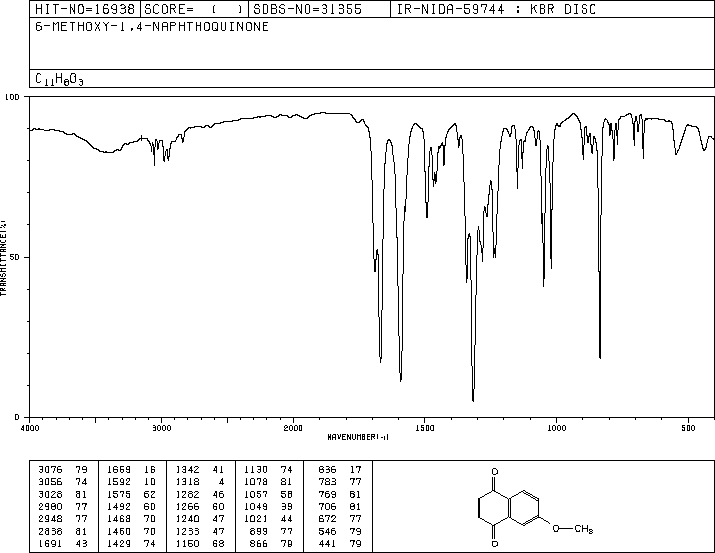 HIT-NO=16938 SCORE= ( ) SDBS-NO=31355 IR-NIDA-59744 : KBR DISC
6-METHOXY-1,4-NAPHTHOQUINONE
C11H8O3
100
TRANSMITTANCE(%)
50
0
4000 3000 2000 1500 1000 500
WAVENUMBER(-1)
3076 79 1669 16 1342 41 1130 74 836 17
3056 74 1592 10 1318 4 1078 81 783 77
3028 81 1575 62 1282 46 1057 58 769 81
2980 77 1492 60 1266 60 1049 39 706 81
2948 77 1468 70 1240 47 1021 44 672 77
2838 81 1460 70 1233 47 899 77 546 79
1691 43 1429 74 1150 68 866 79 441 79
O
O
O
CH3